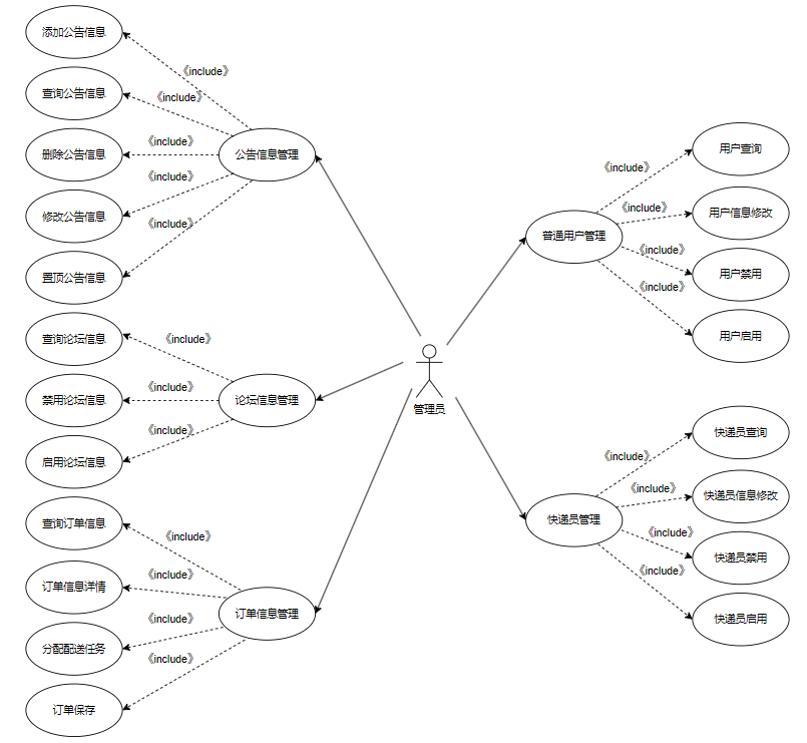 添加公告信息
《include》
查询公告信息
《include》
删除公告信息
《include》
公告信息管理
修改公告信息
《include》
置顶公告信息
《include》
查询论坛信息
《include》
禁用论坛信息
《include》
论坛信息管理
启用论坛信息
《include》
查询订单信息
《include》
订单信息详情
《include》
订单信息管理
分配配送任务
《include》
订单保存
《include》
管理员
普通用户管理
《include》
用户查询
《include》
用户信息修改
《include》
用户禁用
《include》
用户启用
快递员管理
《include》
快递员查询
《include》
快递员信息修改
《include》
快递员禁用
《include》
快递员启用